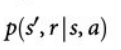 p(s′, r | s, a)